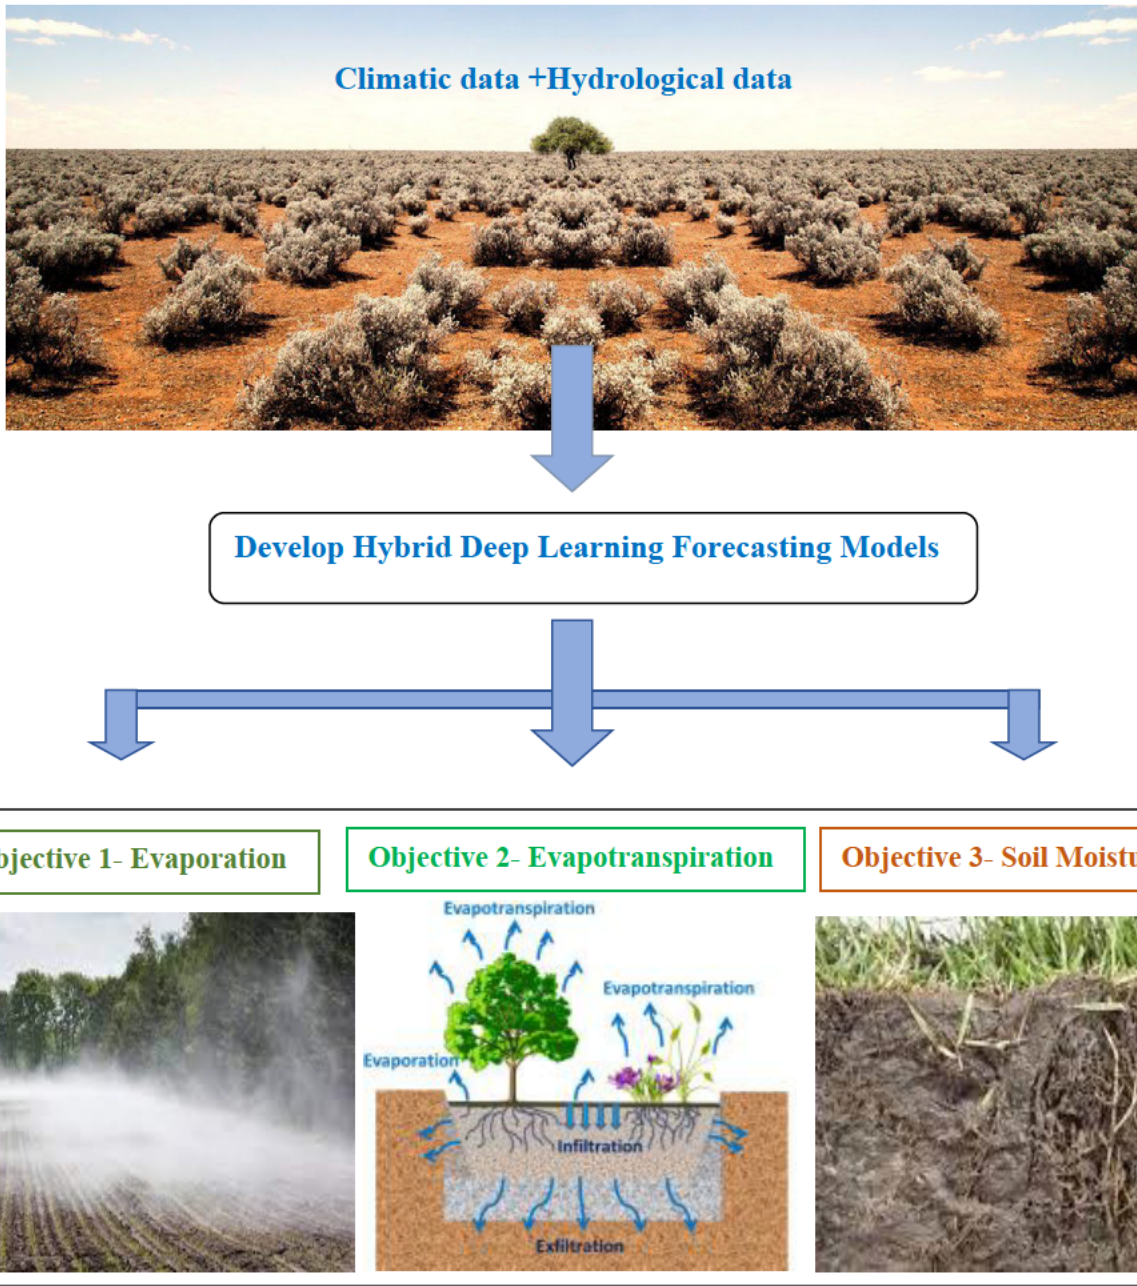 Climatic data +Hydrological data
Develop Hybrid Deep Learning Forecasting Models
bjective 1- Evaporation
Objective 2- Evapotranspiration
Objective 3- Soil Moistu
Evapotranspiration
Evapotranspiration
Evaporation
Infiltration
Exfiltration